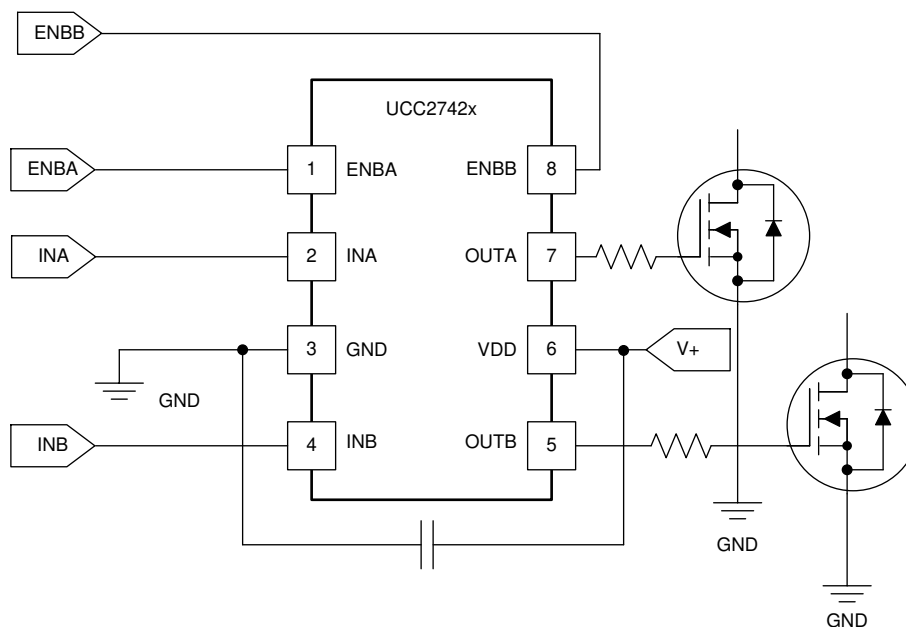 ENBB
UCC2742x
ENBA
1
ENBA
ENBB
8
INA
2
INA
OUTA
7
3
GND
VDD
6
V+
GND
INB
4
INB
OUTB
5
GND
GND